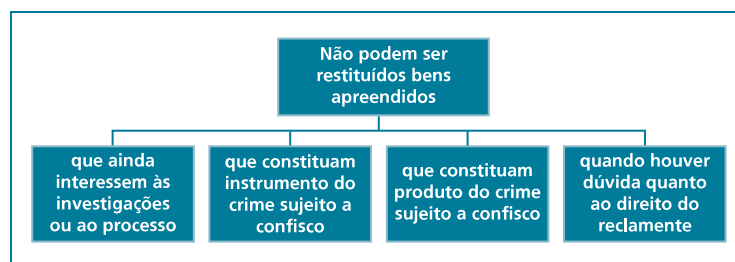 Não podem ser
restituídos bens
apreendidos
que ainda
interessem às
investigações
ou ao processo
que constituam
instrumento do
crime sujeito a
confisco
que constituam
produto do crime
sujeito a confisco
quando houver
dúvida quanto
ao direito do
reclamente